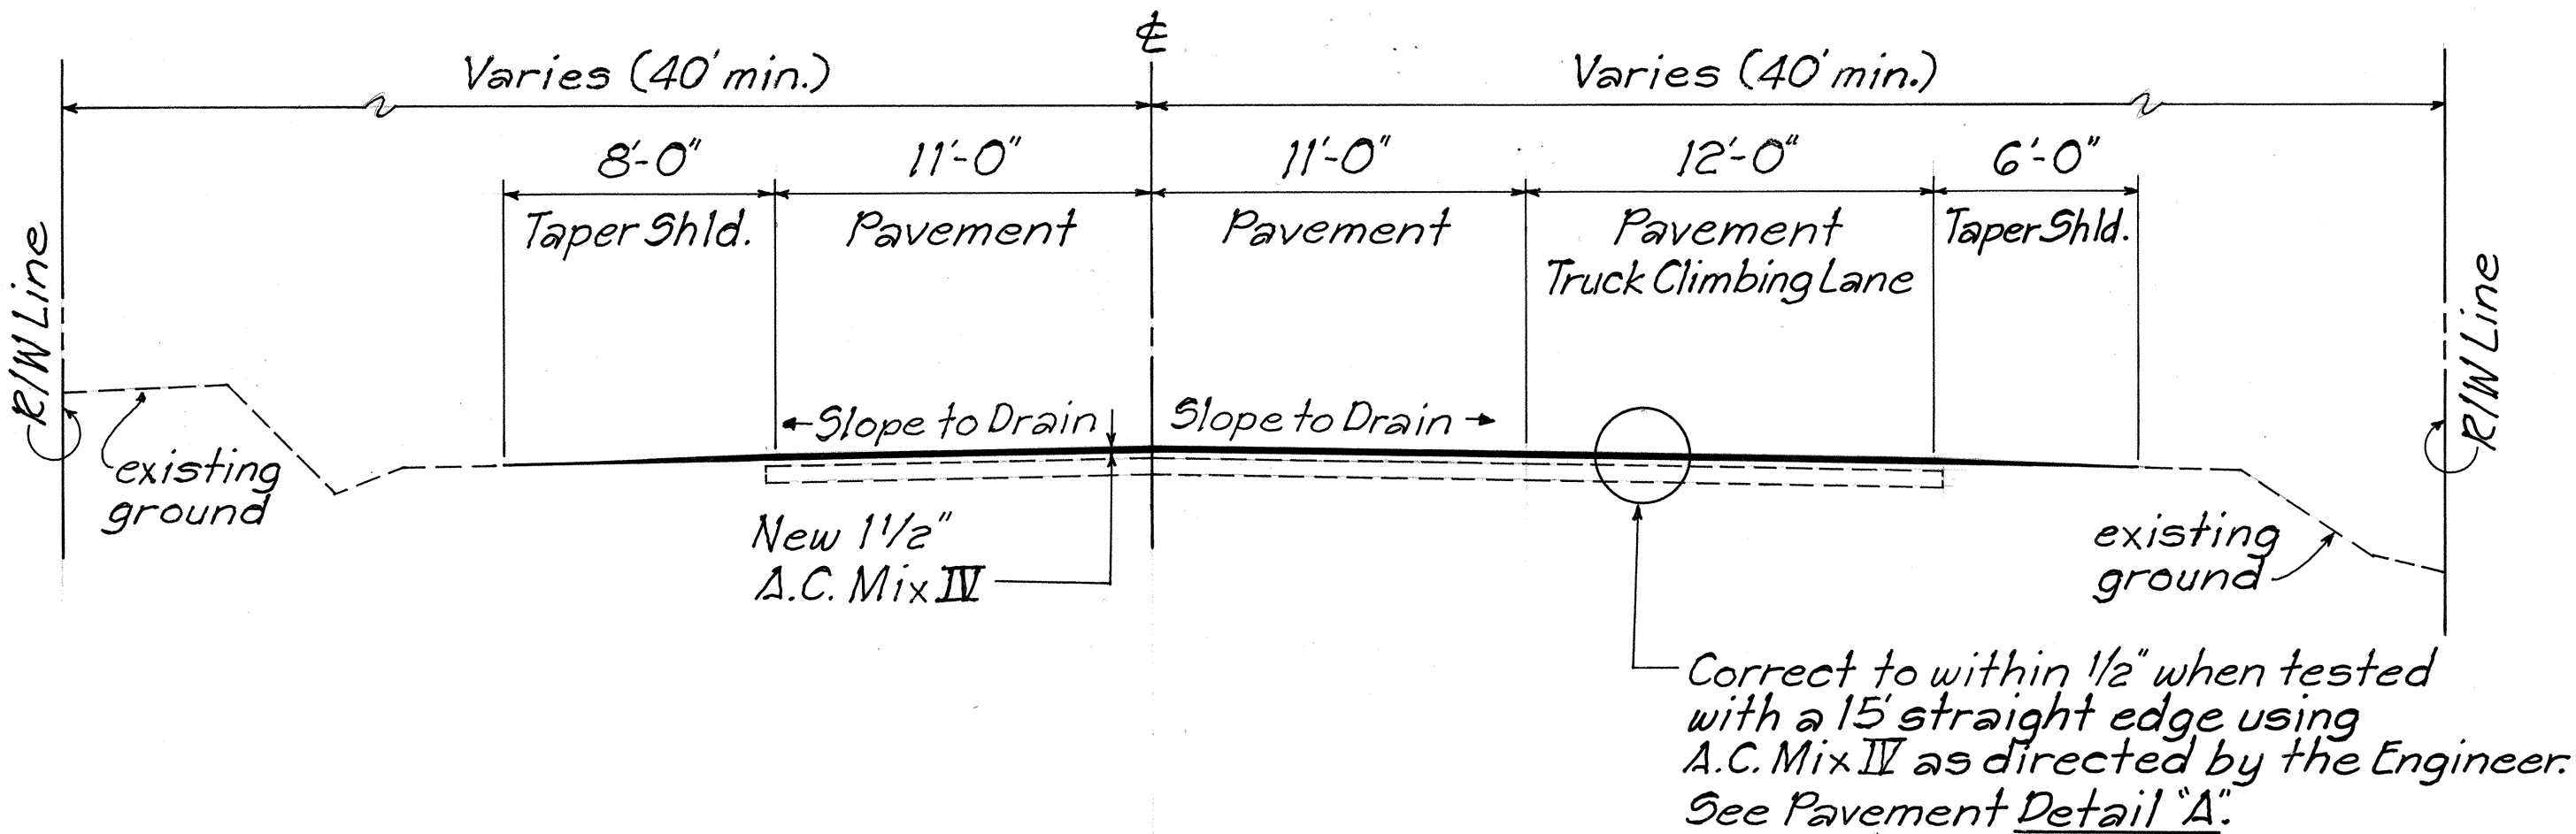 ℄
Varies (40' min.)
Varies (40' min.)
8'-0"
11'-0"
11'-0"
12'-0"
6'-0"
Taper Shld.
Pavement
Pavement
Pavement
Truck Climbing Lane
Taper Shld.
R/W Line
R/W Line
Slope to Drain
Slope to Drain
existing
ground
New 1 1/2"
A.C. Mix IV
existing
ground
Correct to within 1/2" when tested
with a 15' straight edge using
A.C. Mix IV as directed by the Engineer.
See Pavement Detail "A".